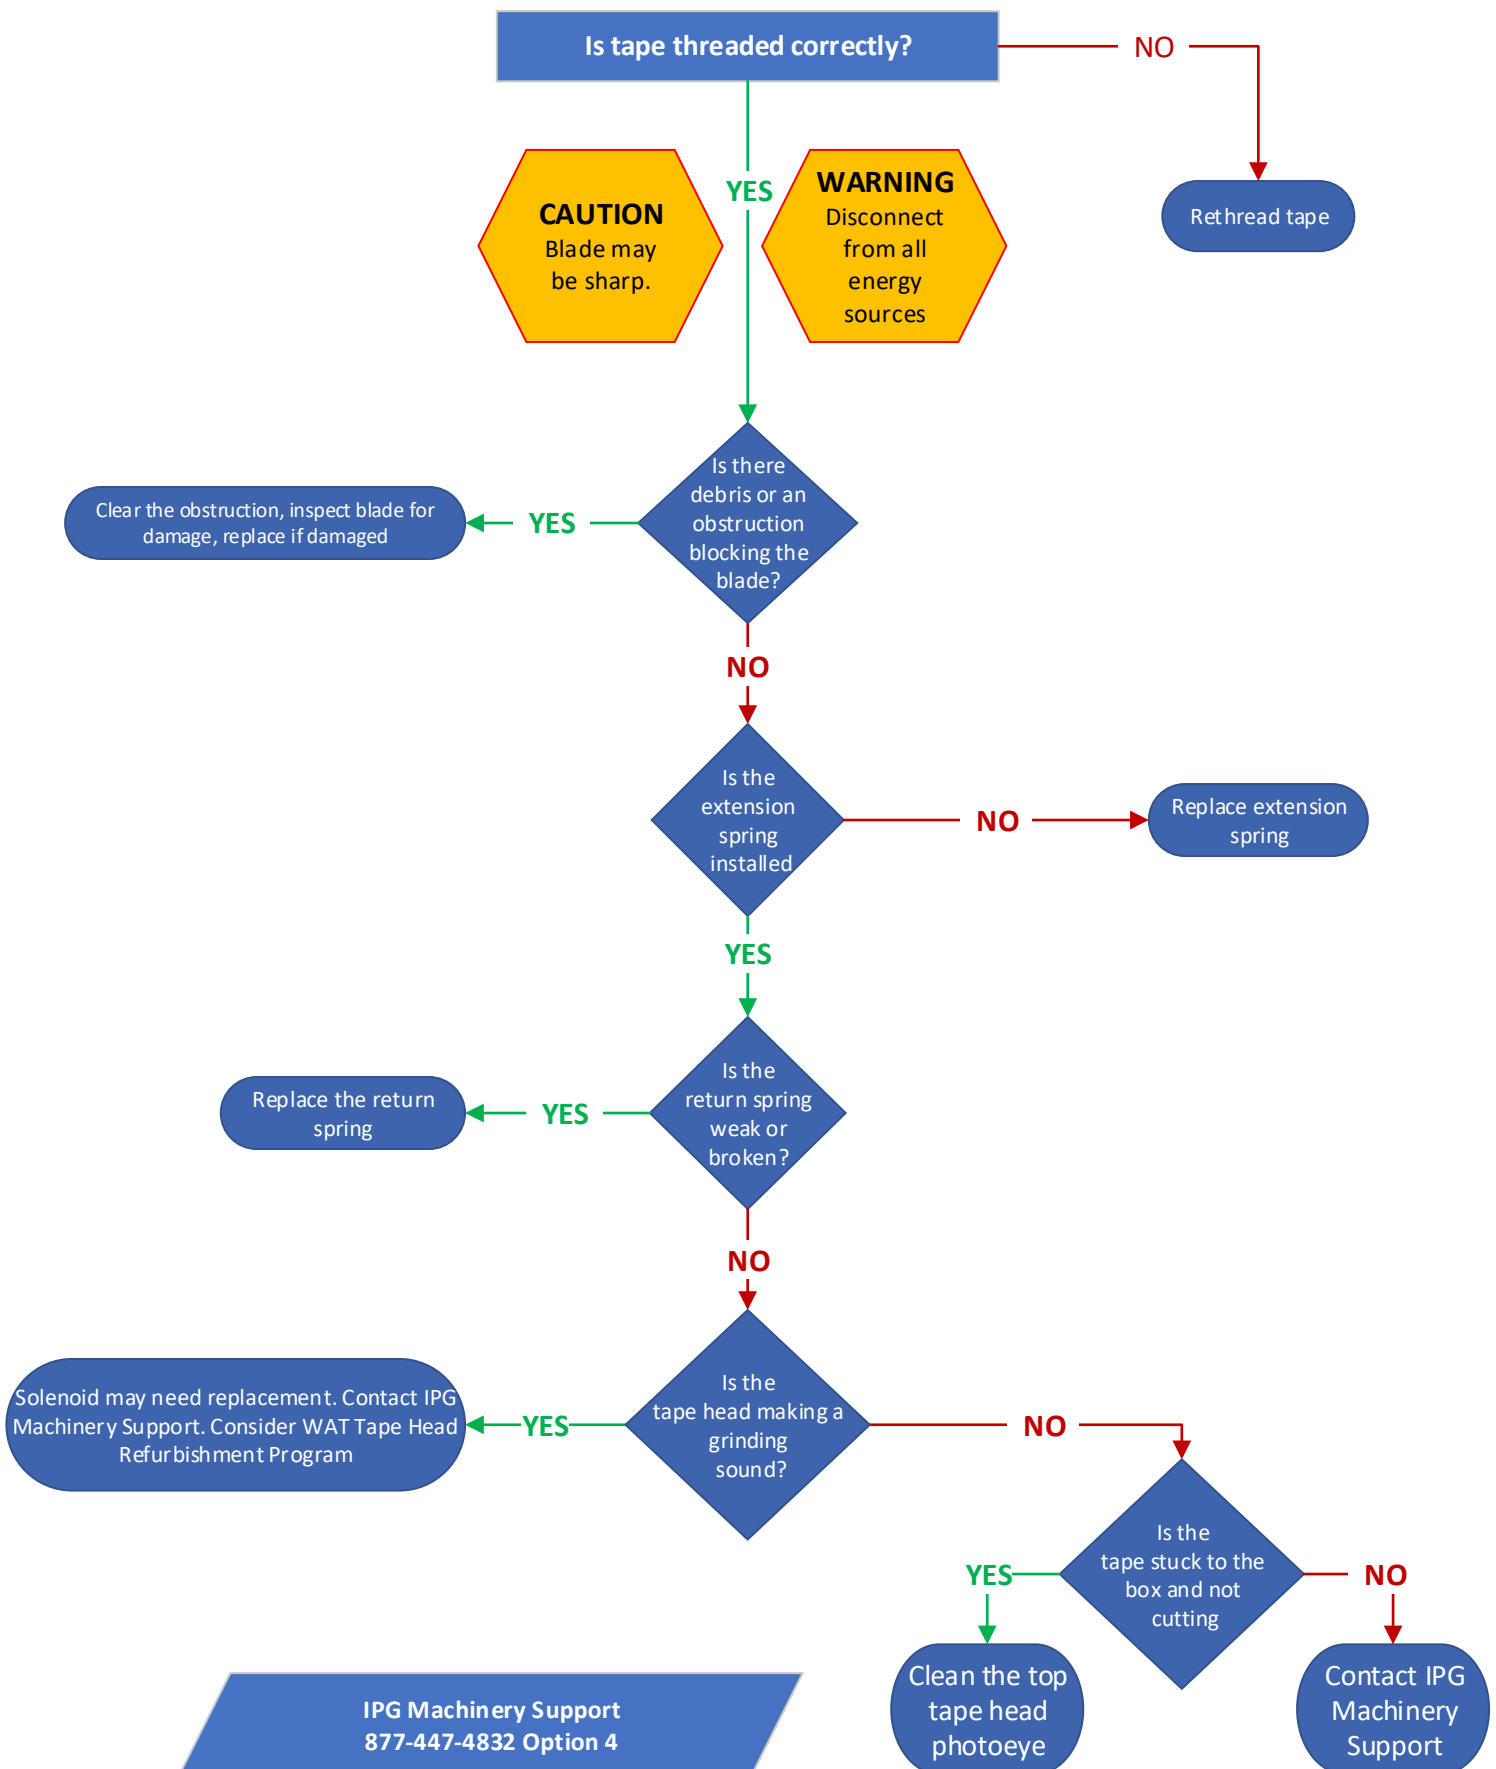 Is tape threaded correctly?
NO
YES
CAUTION
Blade may
be sharp.
WARNING
Disconnect
from all
energy
sources
Rethread tape
Is there
debris or an
obstruction
blocking the
blade?
YES
Clear the obstruction, inspect blade for
damage, replace if damaged
NO
Is the
extension
spring
installed
NO
Replace extension
spring
YES
Is the
return spring
weak or
broken?
YES
Replace the return
spring
NO
Is the
tape head making a
grinding
sound?
YES
Solenoid may need replacement. Contact IPG
Machinery Support. Consider WAT Tape Head
Refurbishment Program
NO
Is the
tape stuck to the
box and not
cutting
YES
Clean the top
tape head
photoeye
NO
Contact IPG
Machinery
Support
IPG Machinery Support
877-447-4832 Option 4